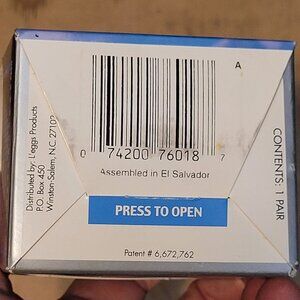 A
0 74200 76018 7
Assembled in El Salvador
PRESS TO OPEN
Patent # 6,672,762
Distributed by: L'eggs Products
P.O. Box 450
Winston-Salem, N.C. 27102
CONTENTS: 1 PAIR